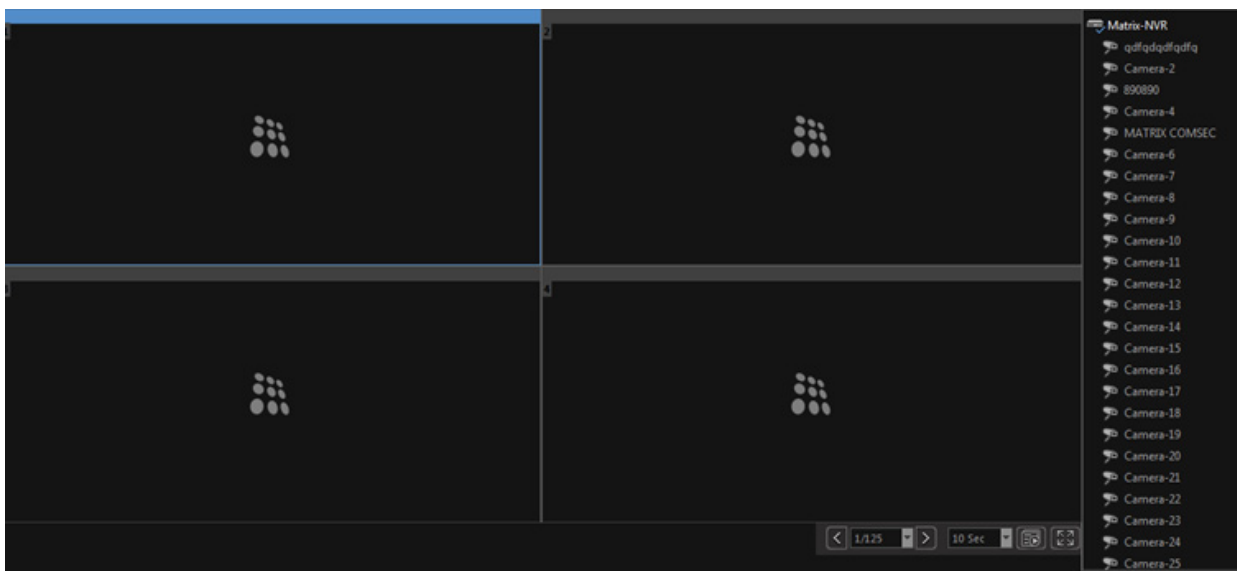 1
2
3
4
1/125
10 Sec
Matrix-NVR
qdfqdqdfqdfq
Camera-2
890890
Camera-4
MATRIX COMSEC
Camera-6
Camera-7
Camera-8
Camera-9
Camera-10
Camera-11
Camera-12
Camera-13
Camera-14
Camera-15
Camera-16
Camera-17
Camera-18
Camera-19
Camera-20
Camera-21
Camera-22
Camera-23
Camera-24
Camera-25